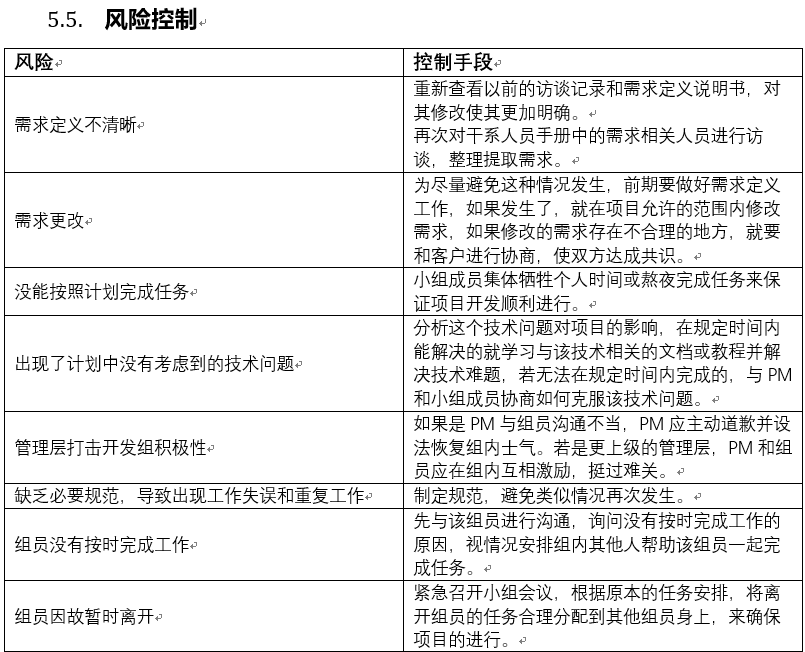 5.5. 风险控制
风险
控制手段
需求定义不清晰
重新查看以前的访谈记录和需求定义说明书，对
其修改使其更加明确。
再次对干系人员手册中的需求相关人员进行访
谈，整理提取需求。
需求更改
为尽量避免这种情况发生，前期要做好需求定义
工作，如果发生了，就在项目允许的范围内修改
需求，如果修改的需求存在不合理的地方，就要
和客户进行协商，使双方达成共识。
没能按照计划完成任务
小组成员集体牺牲个人时间或熬夜完成任务来保
证项目开发顺利进行。
出现了计划中没有考虑到的技术问题
分析这个技术问题对项目的影响，在规定时间内
能解决的就学习与该技术相关的文档或教程并解
决技术难题，若无法在规定时间内完成的，与 PM
和小组成员协商如何克服该技术问题。
管理层打击开发组积极性
如果是 PM 与组员沟通不当，PM 应主动道歉并设
法恢复组内士气。若是更上级的管理层，PM 和组
员应在组内互相激励，挺过难关。
缺乏必要规范，导致出现工作失误和重复工作
制定规范，避免类似情况再次发生。
组员没有按时完成工作
先与该组员进行沟通，询问没有按时完成工作的
原因，视情况安排组内其他人帮助该组员一起完
成任务。
组员因故暂时离开
紧急召开小组会议，根据原本的任务安排，将离
开组员的任务合理分配到其他组员身上，来确保
项目的进行。